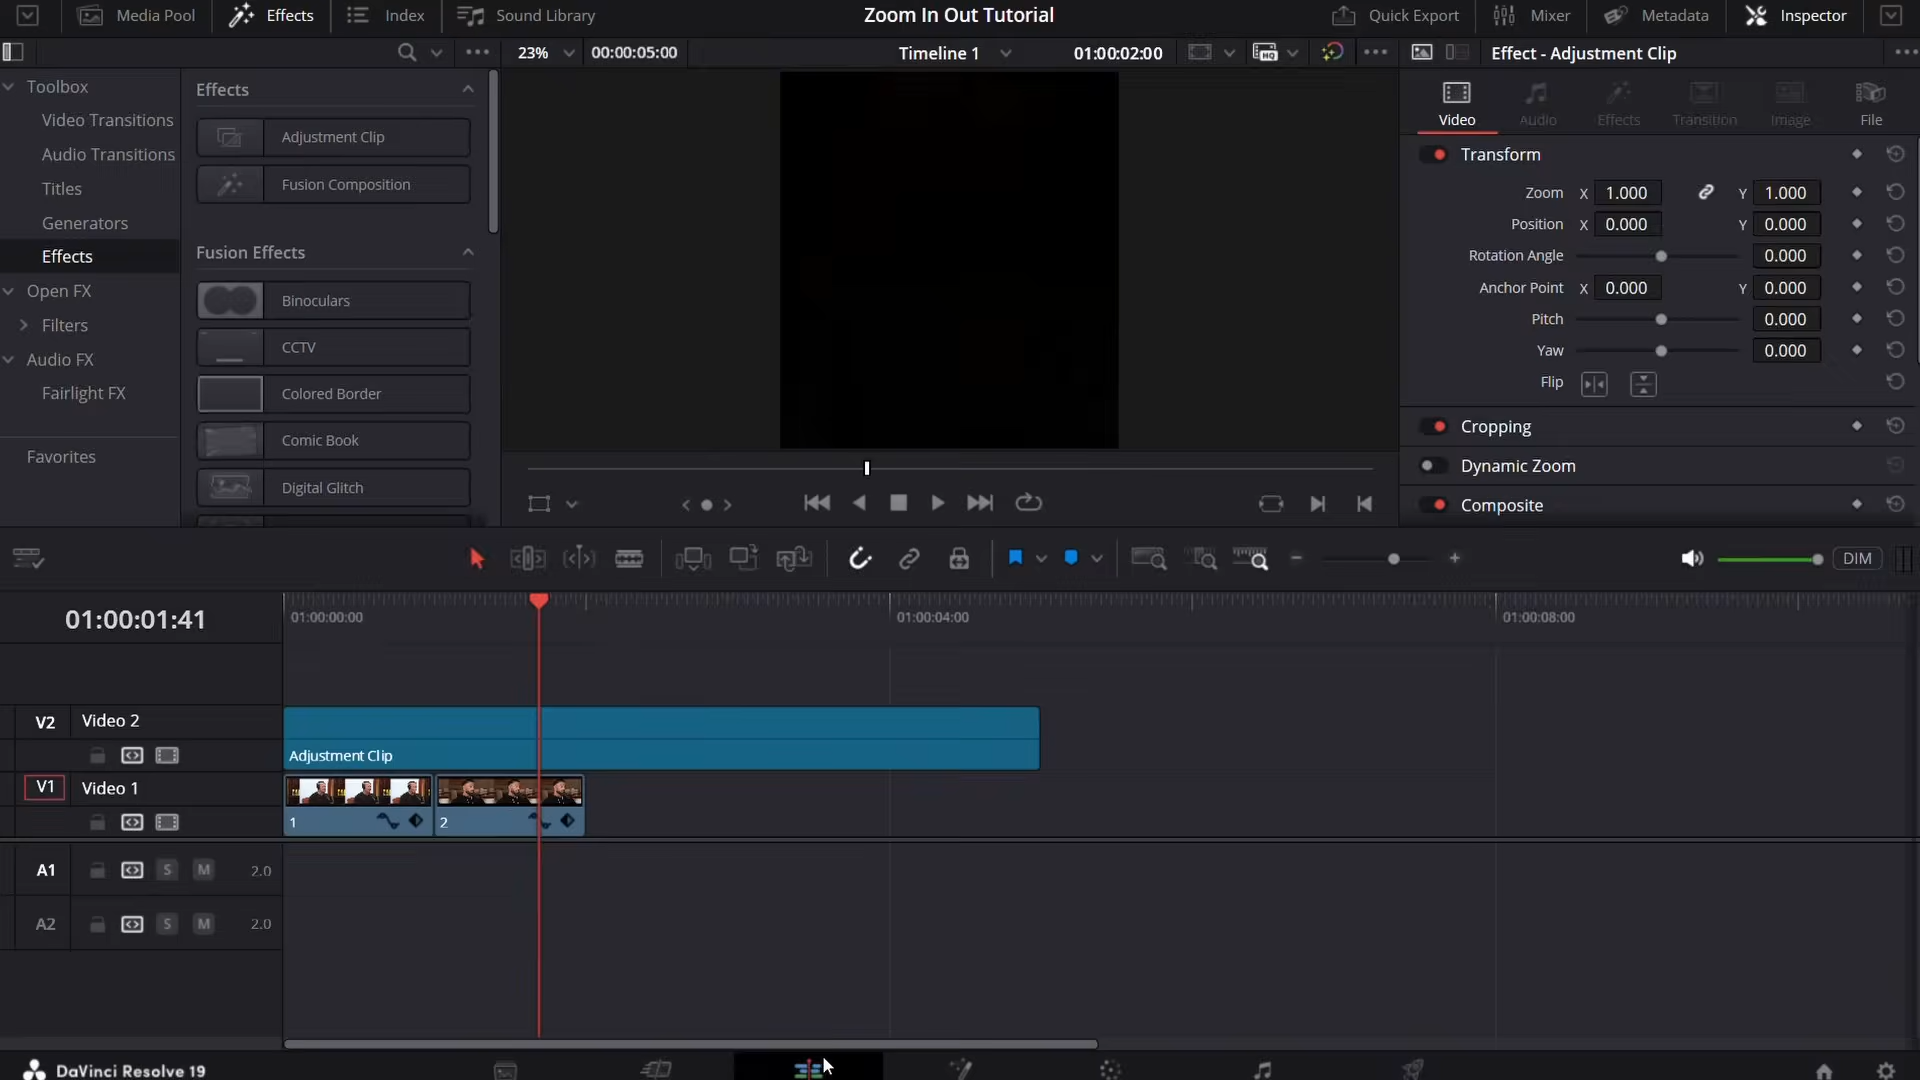 Media Pool
Effects
Index
Sound Library
Zoom In Out Tutorial
Quick Export
Mixer
Metadata
Inspector
23%
00:00:05:00
Timeline 1
01:00:02:00
HQ
Effect - Adjustment Clip
Toolbox
Video Transitions
Audio Transitions
Titles
Generators
Effects
Open FX
Filters
Audio FX
Fairlight FX
Favorites
Effects
Adjustment Clip
Fusion Composition
Fusion Effects
Binoculars
CCTV
Colored Border
Comic Book
Digital Glitch
Video
Audio
Effects
Transition
Image
File
Transform
Zoom X 1.000 Y 1.000
Position X 0.000 Y 0.000
Rotation Angle 0.000
Anchor Point X 0.000 Y 0.000
Pitch 0.000
Yaw 0.000
Flip
Cropping
Dynamic Zoom
Composite
DIM
01:00:01:41
01:00:00:00
01:00:04:00
01:00:08:00
V2 Video 2
Adjustment Clip
V1 Video 1
1
2
A1 S M 2.0
A2 S M 2.0
DaVinci Resolve 19